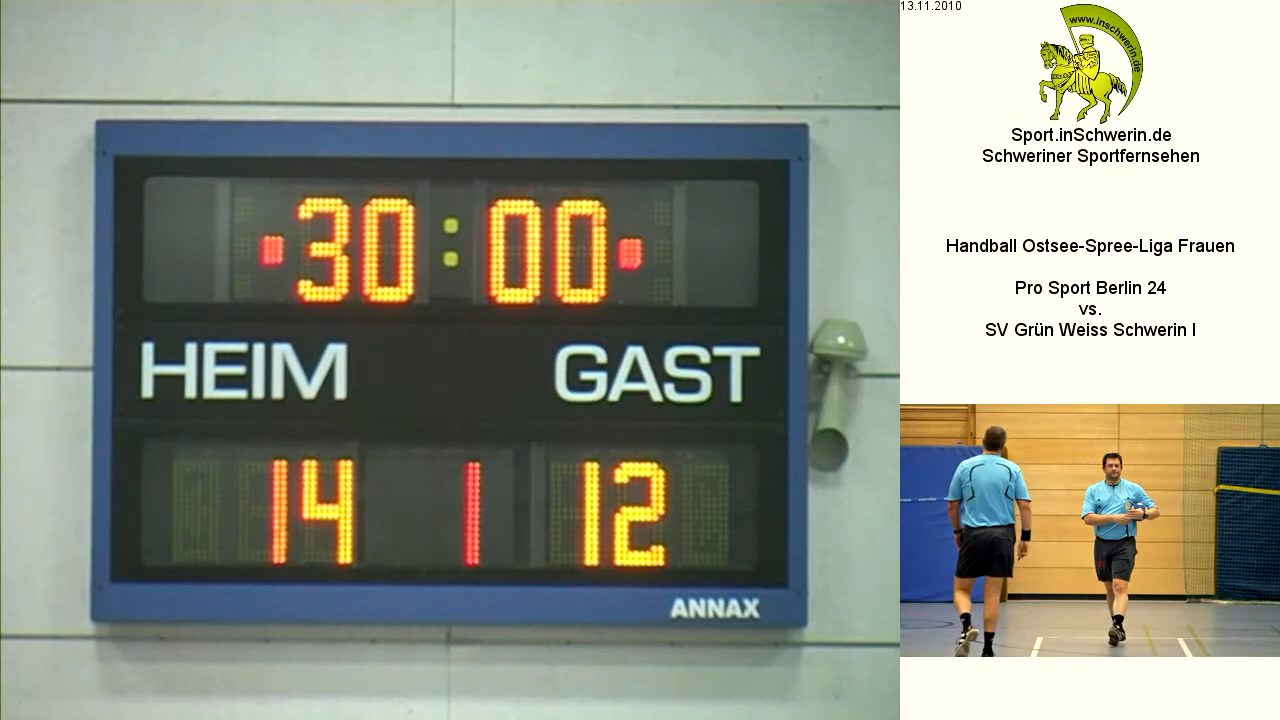 30:00
HEIM GAST
14 1 12
ANNAX
13.11.2010
www.inschwerin.de
Sport.inSchwerin.de
Schweriner Sportfernsehen
Handball Ostsee-Spree-Liga Frauen
Pro Sport Berlin 24
vs.
SV Grün Weiss Schwerin I